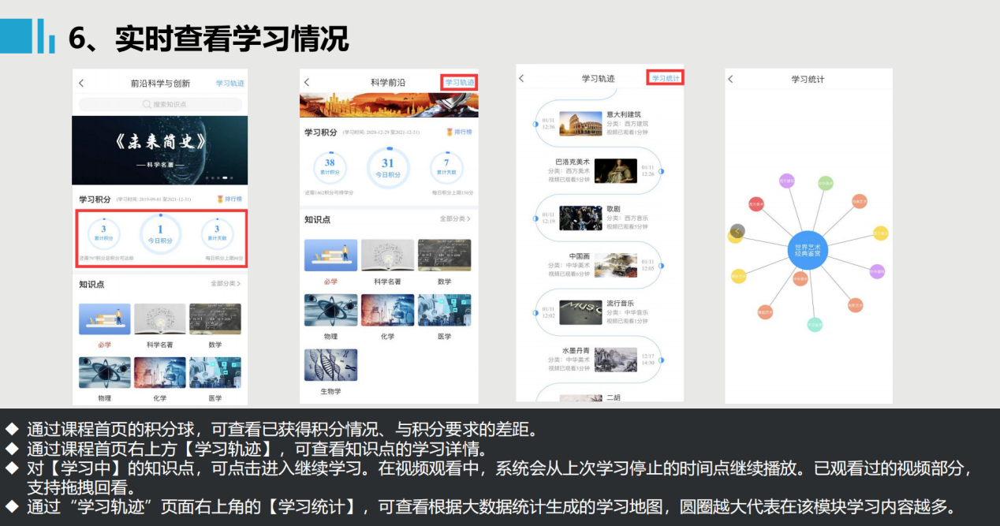 6、实时查看学习情况
前沿科学与创新
学习轨迹
搜索知识点
《未来简史》
—科学名著—
学习积分 (学习时间: 2019-09-01 至2021-12-31) 排行榜
3
累计积分
1
今日积分
3
累计天数
知识点
全部分类 >
必学 科学名著 数学
物理 化学 医学
科学前沿
学习轨迹
学习积分 (学习时间: 2020-12-29 至2021-12-31) 排行榜
38
累计积分
31
今日积分
7
累计天数
还需1462积分可得学分
每日积分上限150分
知识点
全部分类 >
必学 科学名著 数学
物理 化学 医学
生物学
学习轨迹
学习统计
01/11
12:36
意大利建筑
分类: 西方建筑
视频已观看1分钟
巴洛克美术
分类: 西方美术
视频已观看5分钟
01/11
12:26
01/11
12:19
歌剧
分类: 西方音乐
视频已观看5分钟
中国画
分类: 中华美术
视频已观看6分钟
01/11
12:05
01/11
12:02
流行音乐
分类: 中华音乐
视频已观看1分钟
水墨丹青
分类: 中华美术
视频已观看3分钟
12/17
14:30
二胡
学习统计
世界艺术
经典鉴赏
◆ 通过课程首页的积分球，可查看已获得积分情况、与积分要求的差距。
◆ 通过课程首页右上方【学习轨迹】，可查看知识点的学习详情。
◆ 对【学习中】的知识点，可点击进入继续学习。在视频观看中，系统会从上次学习停止的时间点继续播放。已观看过的视频部分，
支持拖拽回看。
◆ 通过“学习轨迹”页面右上角的【学习统计】，可查看根据大数据统计生成的学习地图，圆圈越大代表在该模块学习内容越多。